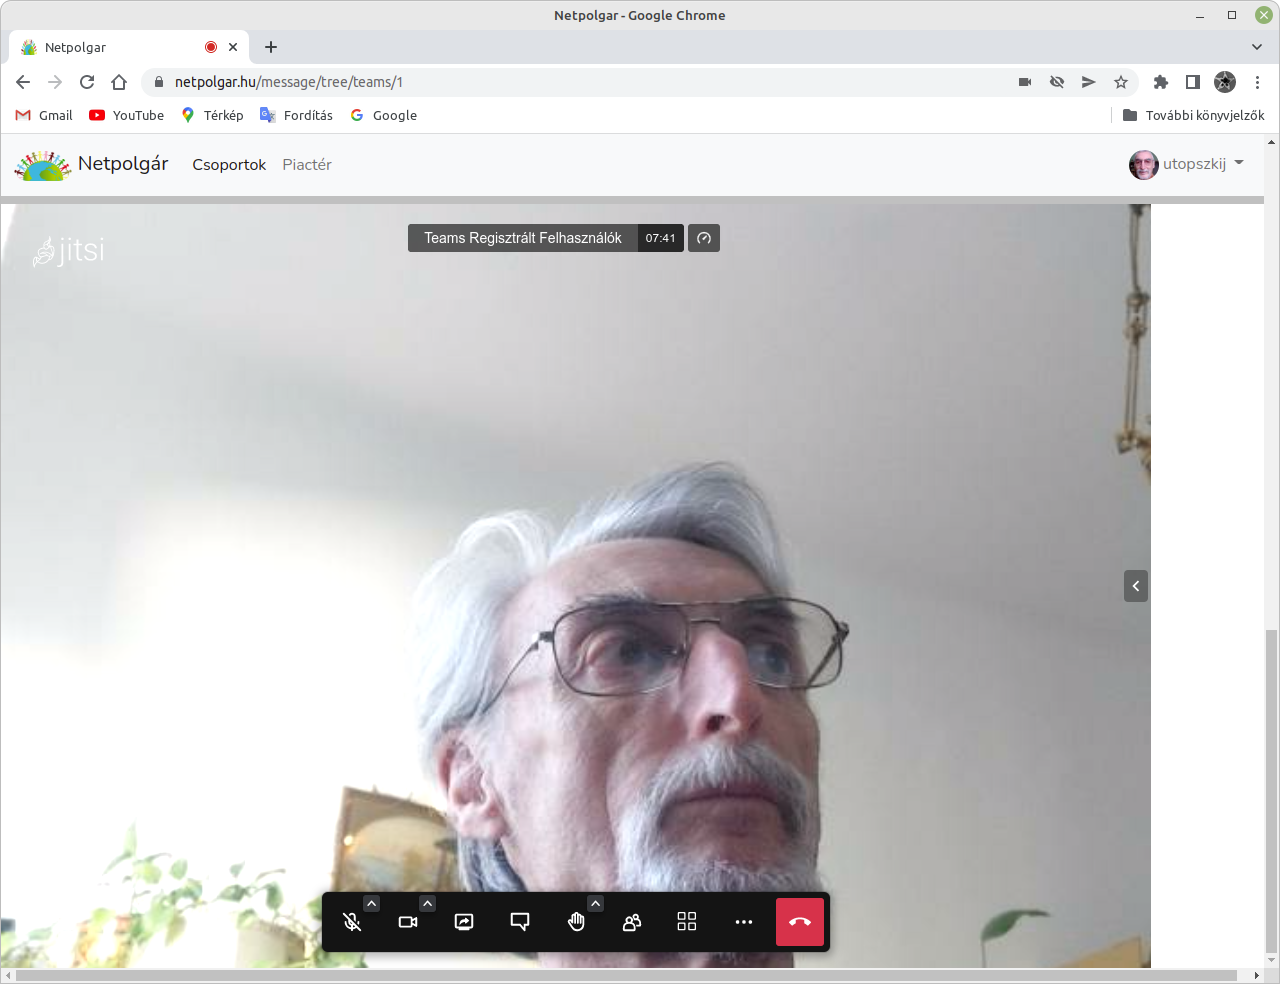 Netpolgar - Google Chrome
Netpolgar
netpolgar.hu/message/tree/teams/1
Gmail YouTube Térkép Fordítás Google További könyvjelzők
Netpolgár Csoportok Piactér utopszkij
jitsi Teams Regisztrált Felhasználók 07:41